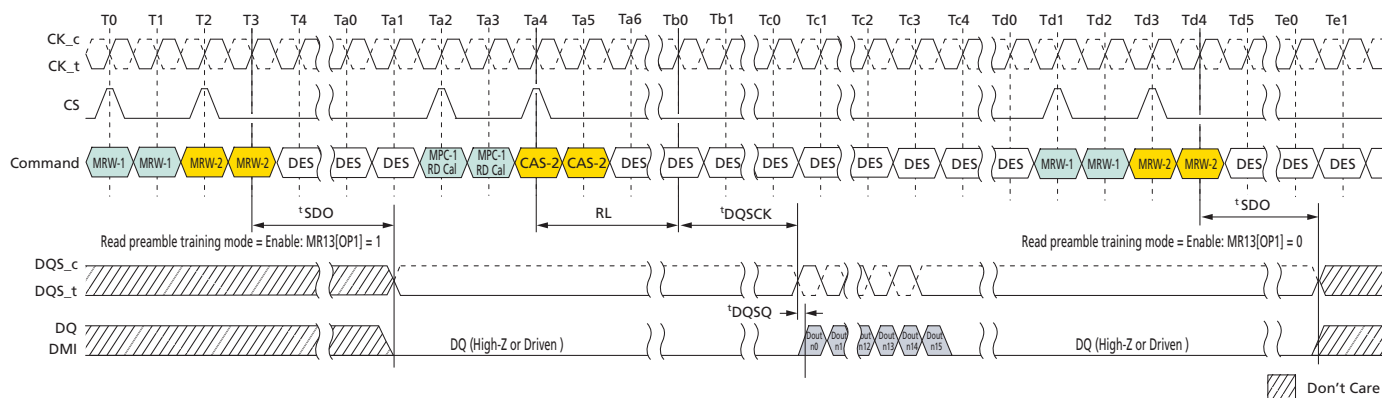 T0 T1 T2 T3 T4 Ta0 Ta1 Ta2 Ta3 Ta4 Ta5 Ta6 Tb0 Tb1 Tc0 Tc1 Tc2 Tc3 Tc4 Td0 Td1 Td2 Td3 Td4 Td5 Te0 Te1
CK_c
CK_t
CS
Command MRW-1 MRW-1 MRW-2 MRW-2 DES DES DES MPC-1 RD Cal MPC-1 RD Cal CAS-2 CAS-2 DES DES DES DES DES DES DES DES DES MRW-1 MRW-1 MRW-2 MRW-2 DES DES DES
tSDO RL tDQSCK tSDO
Read preamble training mode = Enable: MR13[OP1] = 1 Read preamble training mode = Enable: MR13[OP1] = 0
DQS_c
DQS_t
tDQSQ
DQ
DMI
DQ (High-Z or Driven ) Dout n0 Dout n1 Dout n12 Dout n13 Dout n14 Dout n15 DQ (High-Z or Driven )
Don't Care